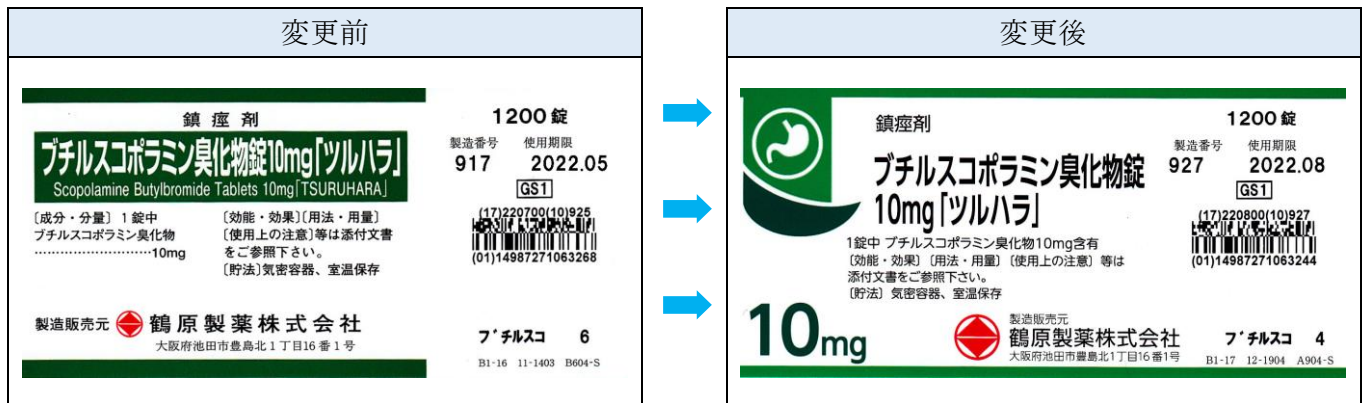 変更前
鎮痙剤
ブチルスコポラミン臭化物錠10mg「ツルハラ」
Scopolamine Butylbromide Tablets 10mg「TSURUHARA」
〔成分・分量〕1錠中
ブチルスコポラミン臭化物
…………………………10mg
〔効能・効果〕〔用法・用量〕
〔使用上の注意〕等は添付文書
をご参照下さい。
〔貯法〕気密容器、室温保存
製造販売元 鶴原製薬株式会社
大阪府池田市豊島北1丁目16番1号
1200錠
製造番号 使用期限
917 2022.05
GS1
(17)220700(10)925
(01)14987271063268
ブチルスコ 6
B1-16 11-1403 B604-S
変更後
鎮痙剤
ブチルスコポラミン臭化物錠
10mg「ツルハラ」
1錠中 ブチルスコポラミン臭化物10mg含有
〔効能・効果〕〔用法・用量〕〔使用上の注意〕等は
添付文書をご参照下さい。
〔貯法〕気密容器、室温保存
10mg
製造販売元
鶴原製薬株式会社
大阪府池田市豊島北1丁目16番1号
1200錠
製造番号 使用期限
927 2022.08
GS1
(17)220800(10)927
(01)14987271063244
ブチルスコ 4
B1-17 12-1904 A904-S